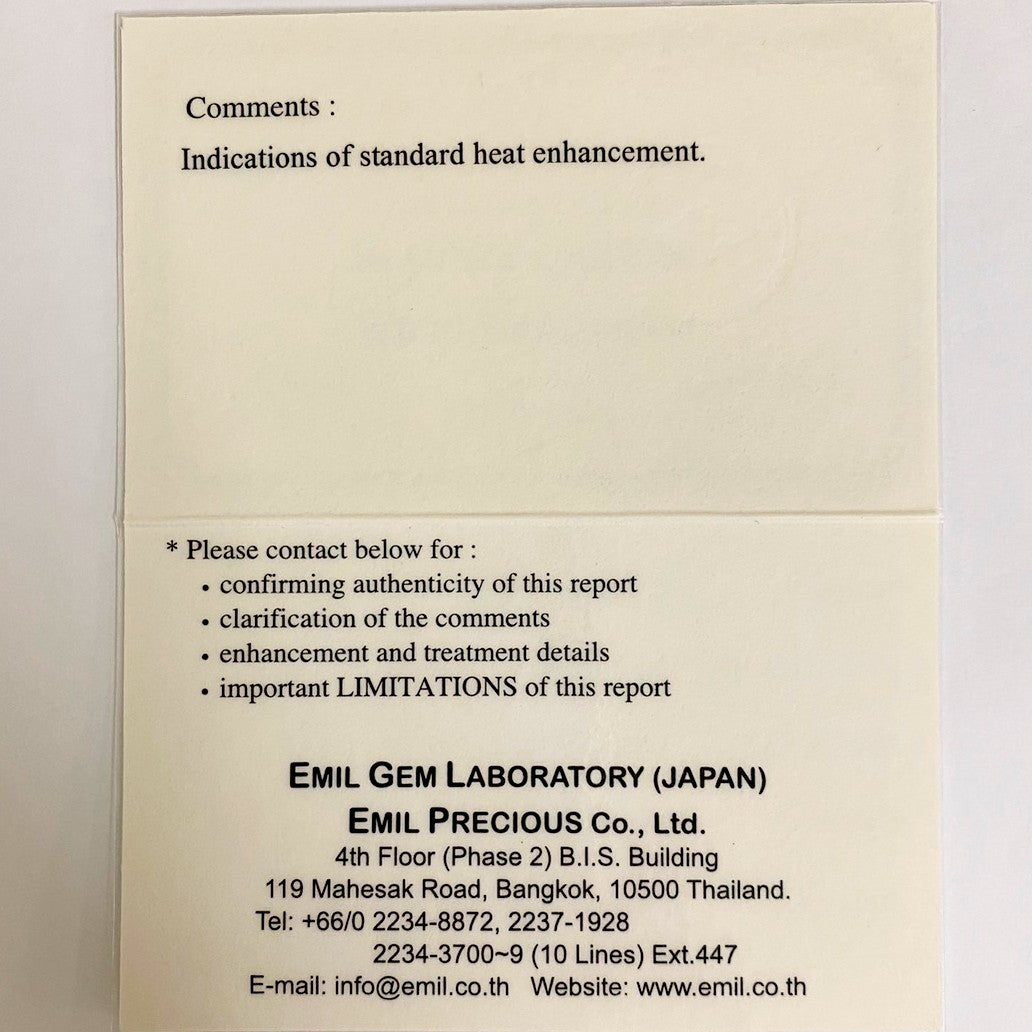 Comments :
Indications of standard heat enhancement.
* Please contact below for :
• confirming authenticity of this report
• clarification of the comments
• enhancement and treatment details
• important LIMITATIONS of this report
EMIL GEM LABORATORY (JAPAN)
EMIL PRECIOUS Co., Ltd.
4th Floor (Phase 2) B.I.S. Building
119 Mahesak Road, Bangkok, 10500 Thailand.
Tel: +66/0 2234-8872, 2237-1928
2234-3700~9 (10 Lines) Ext.447
E-mail: info@emil.co.th Website: www.emil.co.th